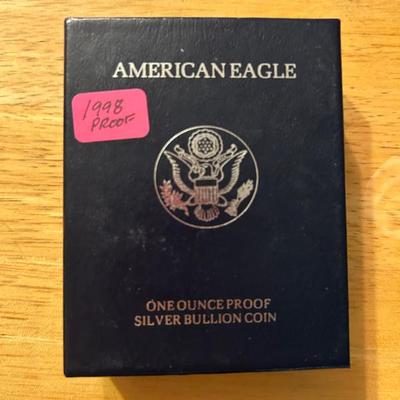 AMERICAN EAGLE
1998
PROOF
ONE OUNCE PROOF
SILVER BULLION COIN